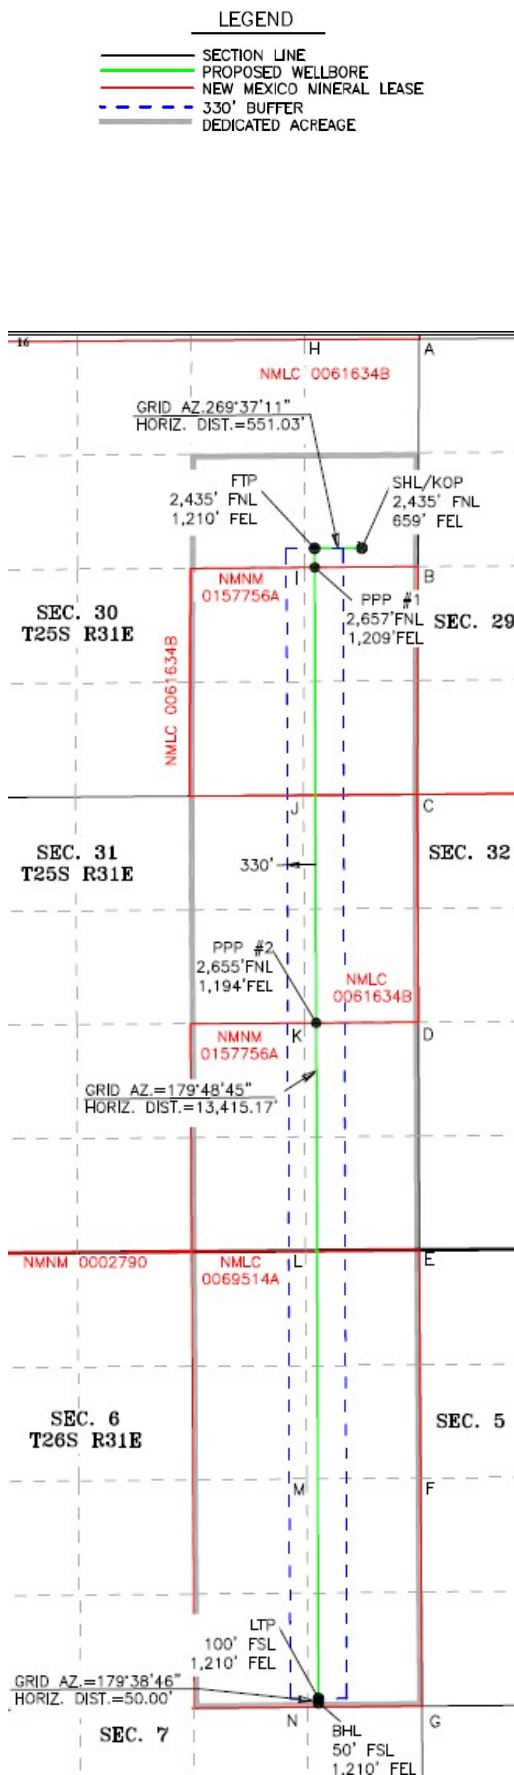 LEGEND
SECTION LINE
PROPOSED WELLBORE
NEW MEXICO MINERAL LEASE
330' BUFFER
DEDICATED ACREAGE
16
H
A
NMLC 0061634B
GRID AZ.269°37'11"
HORIZ. DIST.=551.03'
FTP
2,435' FNL
1,210' FEL
SHL/KOP
2,435' FNL
659' FEL
I
B
NMNM
0157756A
PPP #1
2,657'FNL
1,209'FEL
SEC. 30
T25S R31E
SEC. 29
NMLC 0061634B
J
C
SEC. 31
T25S R31E
SEC. 32
330'
PPP #2
2,655'FNL
1,194'FEL
NMLC
0061634B
K
D
NMNM
0157756A
GRID AZ.=179°48'45"
HORIZ. DIST.=13,415.17'
NMNM 0002790
NMLC
0069514A
L
E
SEC. 6
T26S R31E
SEC. 5
M
F
LTP
100' FSL
1,210' FEL
GRID AZ.=179°38'46"
HORIZ. DIST.=50.00'
SEC. 7
N
G
BHL
50' FSL
1,210' FEL